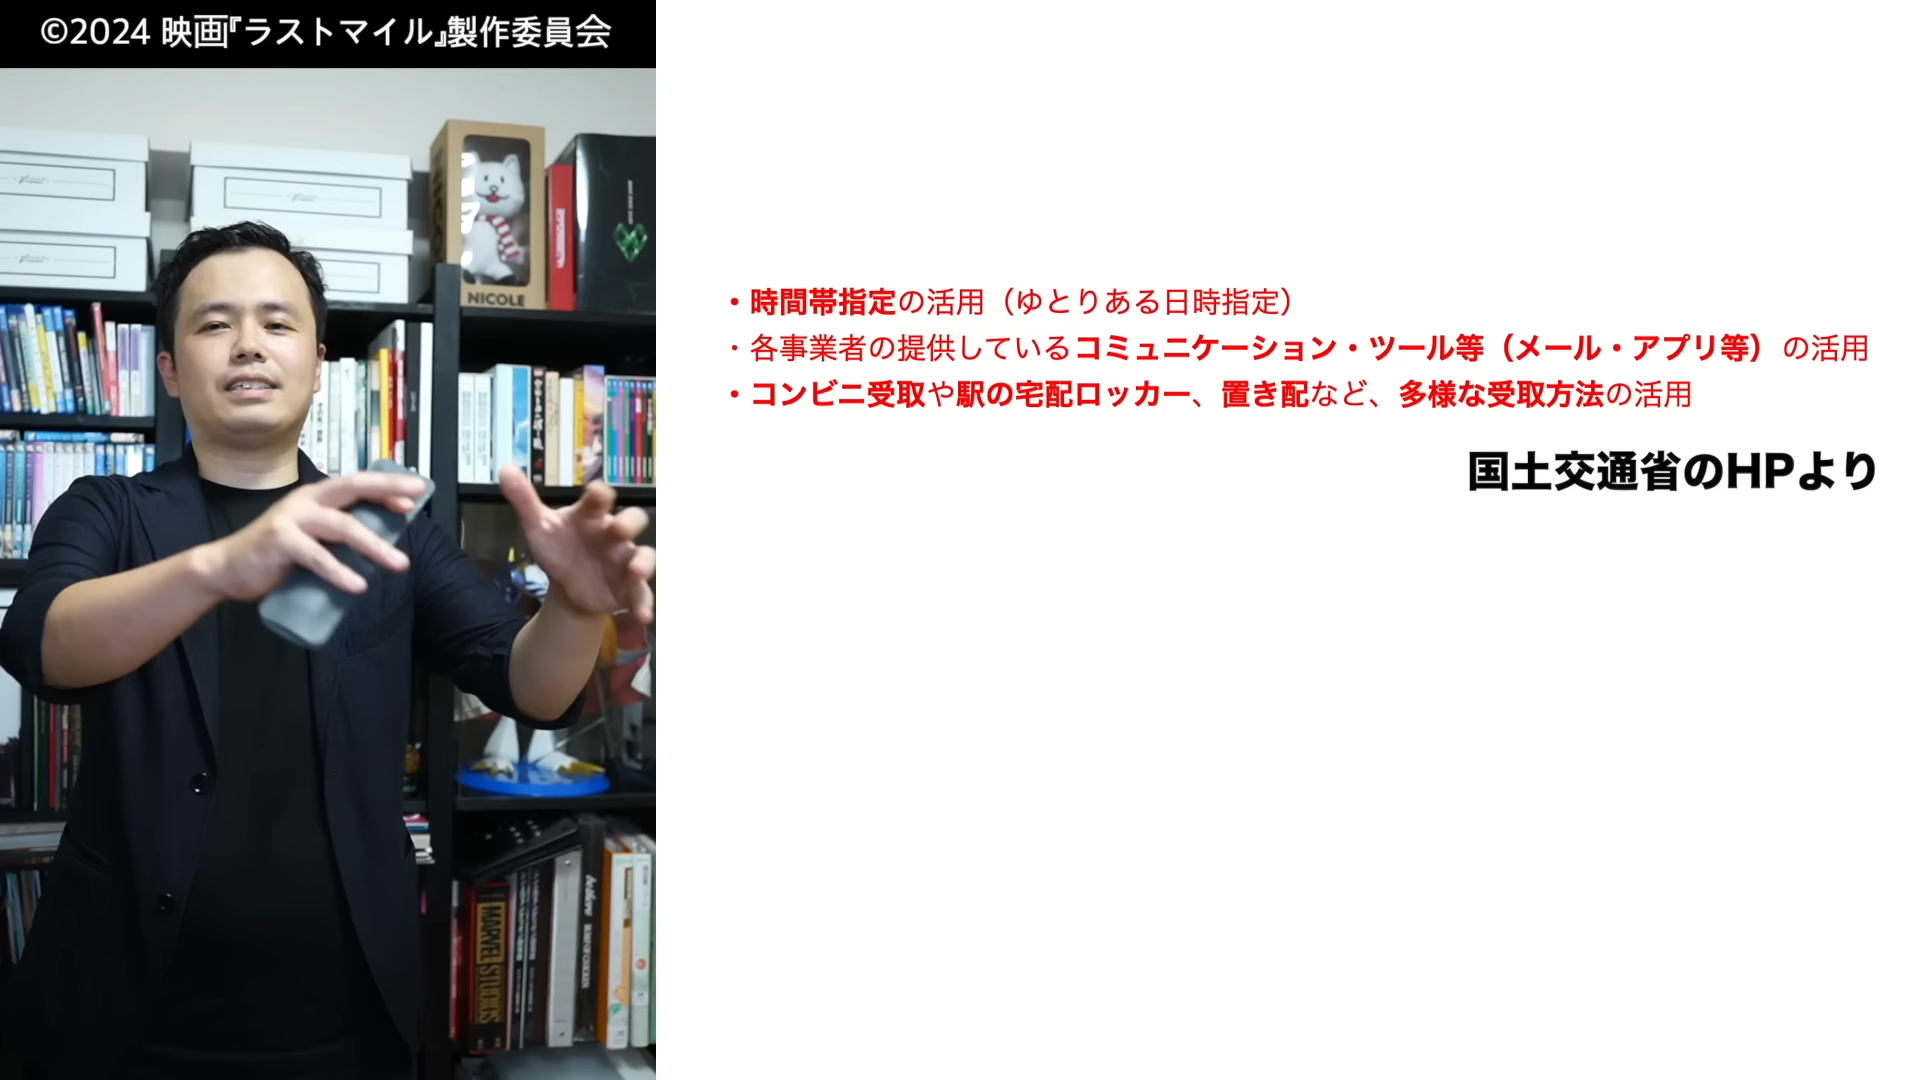 ©2024 映画『ラストマイル』製作委員会
・時間帯指定の活用（ゆとりある日時指定）
・各事業者の提供しているコミュニケーション・ツール等（メール・アプリ等）の活用
・コンビニ受取や駅の宅配ロッカー、置き配など、多様な受取方法の活用
国土交通省のHPより
NICOLE
MARVEL STUDIOS